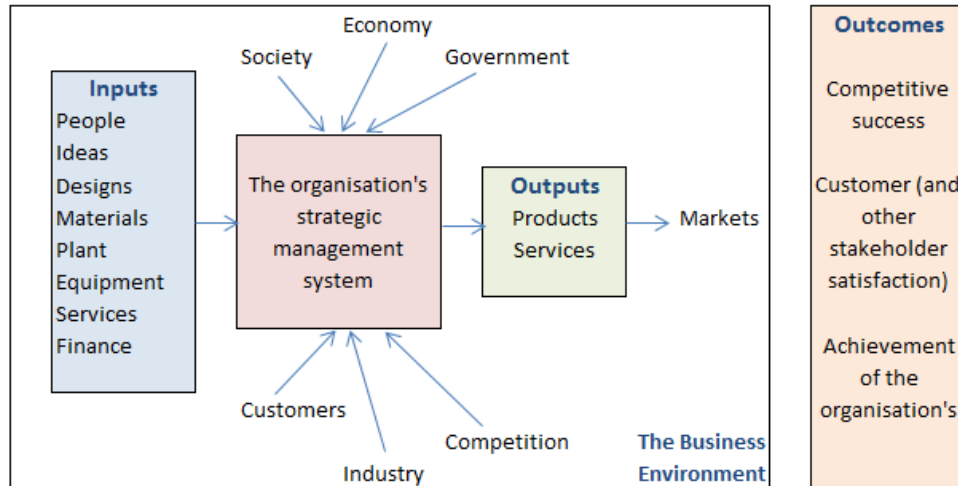 Economy
Society
Government
Inputs
People
Ideas
Designs
Materials
Plant
Equipment
Services
Finance
The organisation's
strategic
management
system
Outputs
Products
Services
Markets
Customers
Competition
Industry
The Business
Environment
Outcomes
Competitive
success
Customer (and
other
stakeholder
satisfaction)
Achievement
of the
organisation's